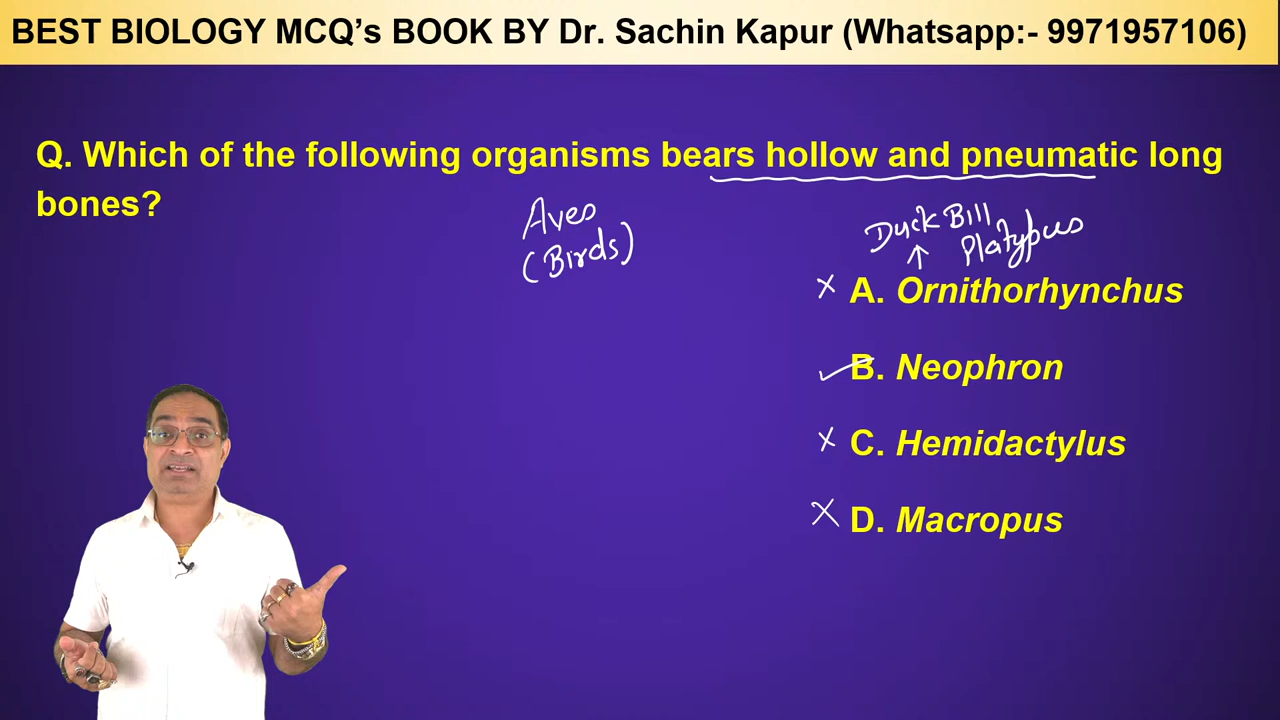 BEST BIOLOGY MCQ's BOOK BY Dr. Sachin Kapur (Whatsapp:- 9971957106)
Q. Which of the following organisms bears hollow and pneumatic long
bones?
Aves
(Birds)
Duck Bill
Platypus
A. Ornithorhynchus
B. Neophron
C. Hemidactylus
D. Macropus